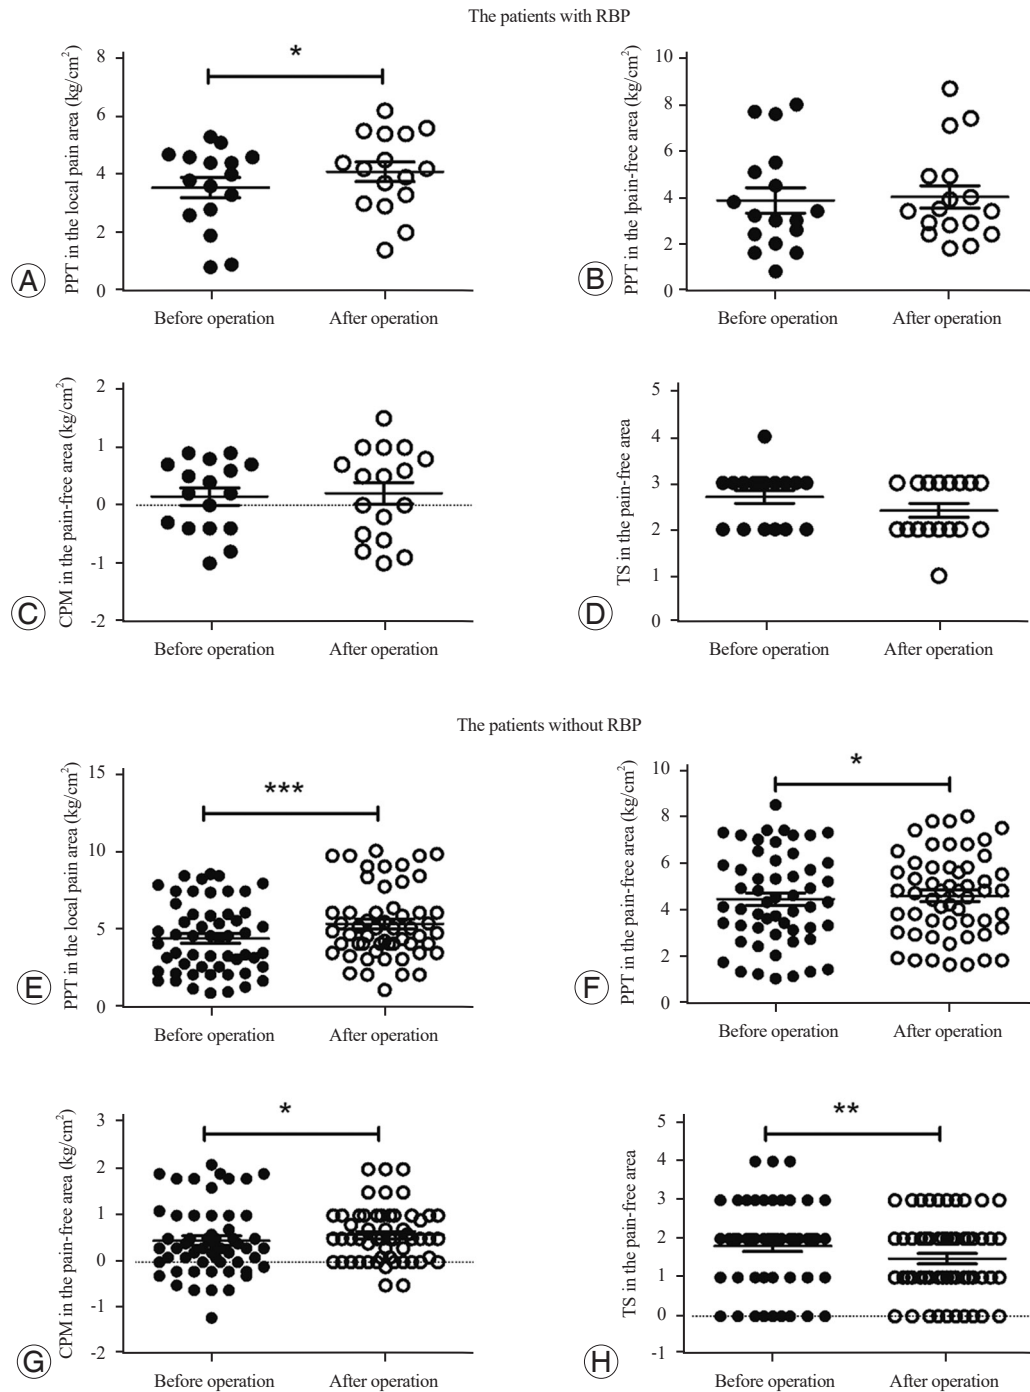 The patients with RBP
A
PPT in the local pain area (kg/cm²)
8
6
4
2
0
*
Before operation
After operation
B
PPT in the lpain-free area (kg/cm²)
10
8
6
4
2
0
Before operation
After operation
C
CPM in the pain-free area (kg/cm²)
2
1
0
-1
-2
Before operation
After operation
D
TS in the pain-free area
5
4
3
2
1
0
Before operation
After operation
The patients without RBP
E
PPT in the local pain area (kg/cm²)
15
10
5
0
***
Before operation
After operation
F
PPT in the pain-free area (kg/cm²)
10
8
6
4
2
0
*
Before operation
After operation
G
CPM in the pain-free area (kg/cm²)
3
2
1
0
-1
-2
*
Before operation
After operation
H
TS in the pain-free area
5
4
3
2
1
0
-1
**
Before operation
After operation